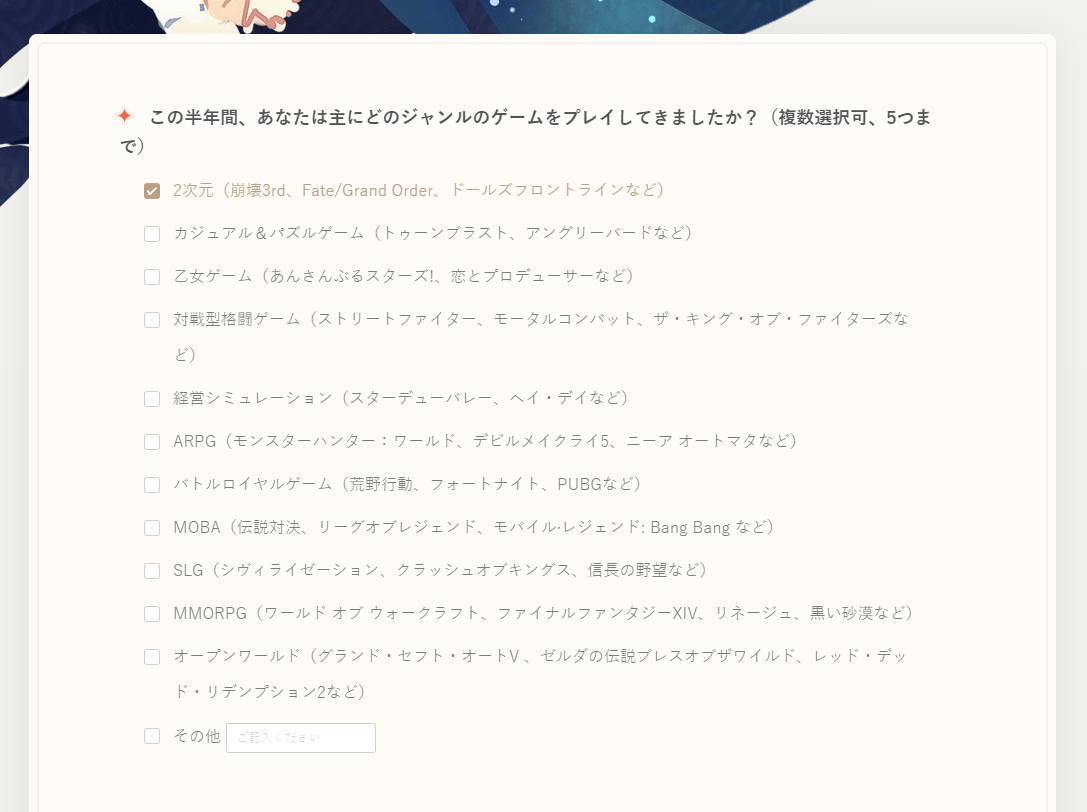 この半年間、あなたは主にどのジャンルのゲームをプレイしてきましたか？（複数選択可、5つま
で）
2次元（崩壊3rd、Fate/Grand Order、ドールズフロントラインなど）
カジュアル＆パズルゲーム（トゥーンブラスト、アングリーバードなど）
乙女ゲーム（あんさんぶるスターズ!、恋とプロデューサーなど）
対戦型格闘ゲーム（ストリートファイター、モータルコンバット、ザ・キング・オブ・ファイターズな
ど）
経営シミュレーション（スターデューバレー、ヘイ・デイなど）
ARPG（モンスターハンター：ワールド、デビルメイクライ5、ニーア オートマタなど）
バトルロイヤルゲーム（荒野行動、フォートナイト、PUBGなど）
MOBA（伝説対決、リーグオブレジェンド、モバイル·レジェンド: Bang Bang など）
SLG（シヴィライゼーション、クラッシュオブキングス、信長の野望など）
MMORPG（ワールド オブ ウォークラフト、ファイナルファンタジーXIV、リネージュ、黒い砂漠など）
オープンワールド（グランド・セフト・オートV 、ゼルダの伝説ブレスオブザワイルド、レッド・デッ
ド・リデンプション2など）
その他 ご記入ください